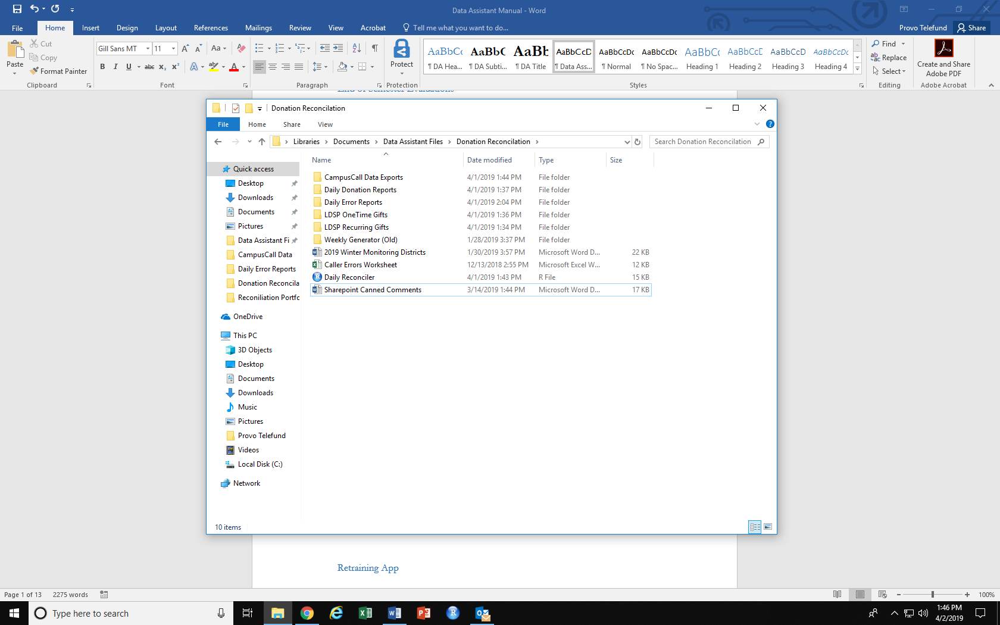 Data Assistant Manual - Word
File Home Insert Design Layout References Mailings Review View Acrobat Tell me what you want to do... Provo Telefund Share
Paste Cut Copy Format Painter
Clipboard
Gill Sans MT 11 Aa
B I U abc x₂ x² A A
Font
Paragraph
Protect
Protection
AaBbCc AaBb( AaBb AaBbCcD AaBbCcDc AaBbCcDc AaBbC( AaBbCcE AaBbCcD AaBbCcDc
¶ DA Hea... ¶ DA Subti... ¶ DA Title ¶ Data Ass... ¶ Normal ¶ No Spac... Heading 1 Heading 2 Heading 3 Heading 4
Styles
Find
Replace
Select
Editing
Create and Share
Adobe PDF
Adobe Acrobat
End of Semester Evaluations
Donation Reconcilation
File Home Share View
Libraries Documents Data Assistant Files Donation Reconcilation Search Donation Reconcilation
Name Date modified Type Size
CampusCall Data Exports 4/1/2019 1:44 PM File folder
Daily Donation Reports 4/1/2019 1:37 PM File folder
Daily Error Reports 4/1/2019 2:04 PM File folder
LDSP OneTime Gifts 4/1/2019 1:36 PM File folder
LDSP Recurring Gifts 4/1/2019 1:34 PM File folder
Weekly Generator (Old) 1/28/2019 3:37 PM File folder
2019 Winter Monitoring Districts 1/30/2019 3:57 PM Microsoft Word D... 22 KB
Caller Errors Worksheet 12/13/2018 2:55 PM Microsoft Excel W... 12 KB
Daily Reconciler 4/1/2019 1:43 PM R File 15 KB
Sharepoint Canned Comments 3/14/2019 1:44 PM Microsoft Word D... 17 KB
Quick access
Desktop
Downloads
Documents
Pictures
Data Assistant Fi
CampusCall Data
Daily Error Reports
Donation Reconcila
Reconiliation Portfc
OneDrive
This PC
3D Objects
Desktop
Documents
Downloads
Music
Pictures
Provo Telefund
Videos
Local Disk (C:)
Network
10 items
Retraining App
Page 1 of 13 2275 words 100%
Type here to search
1:46 PM
4/2/2019